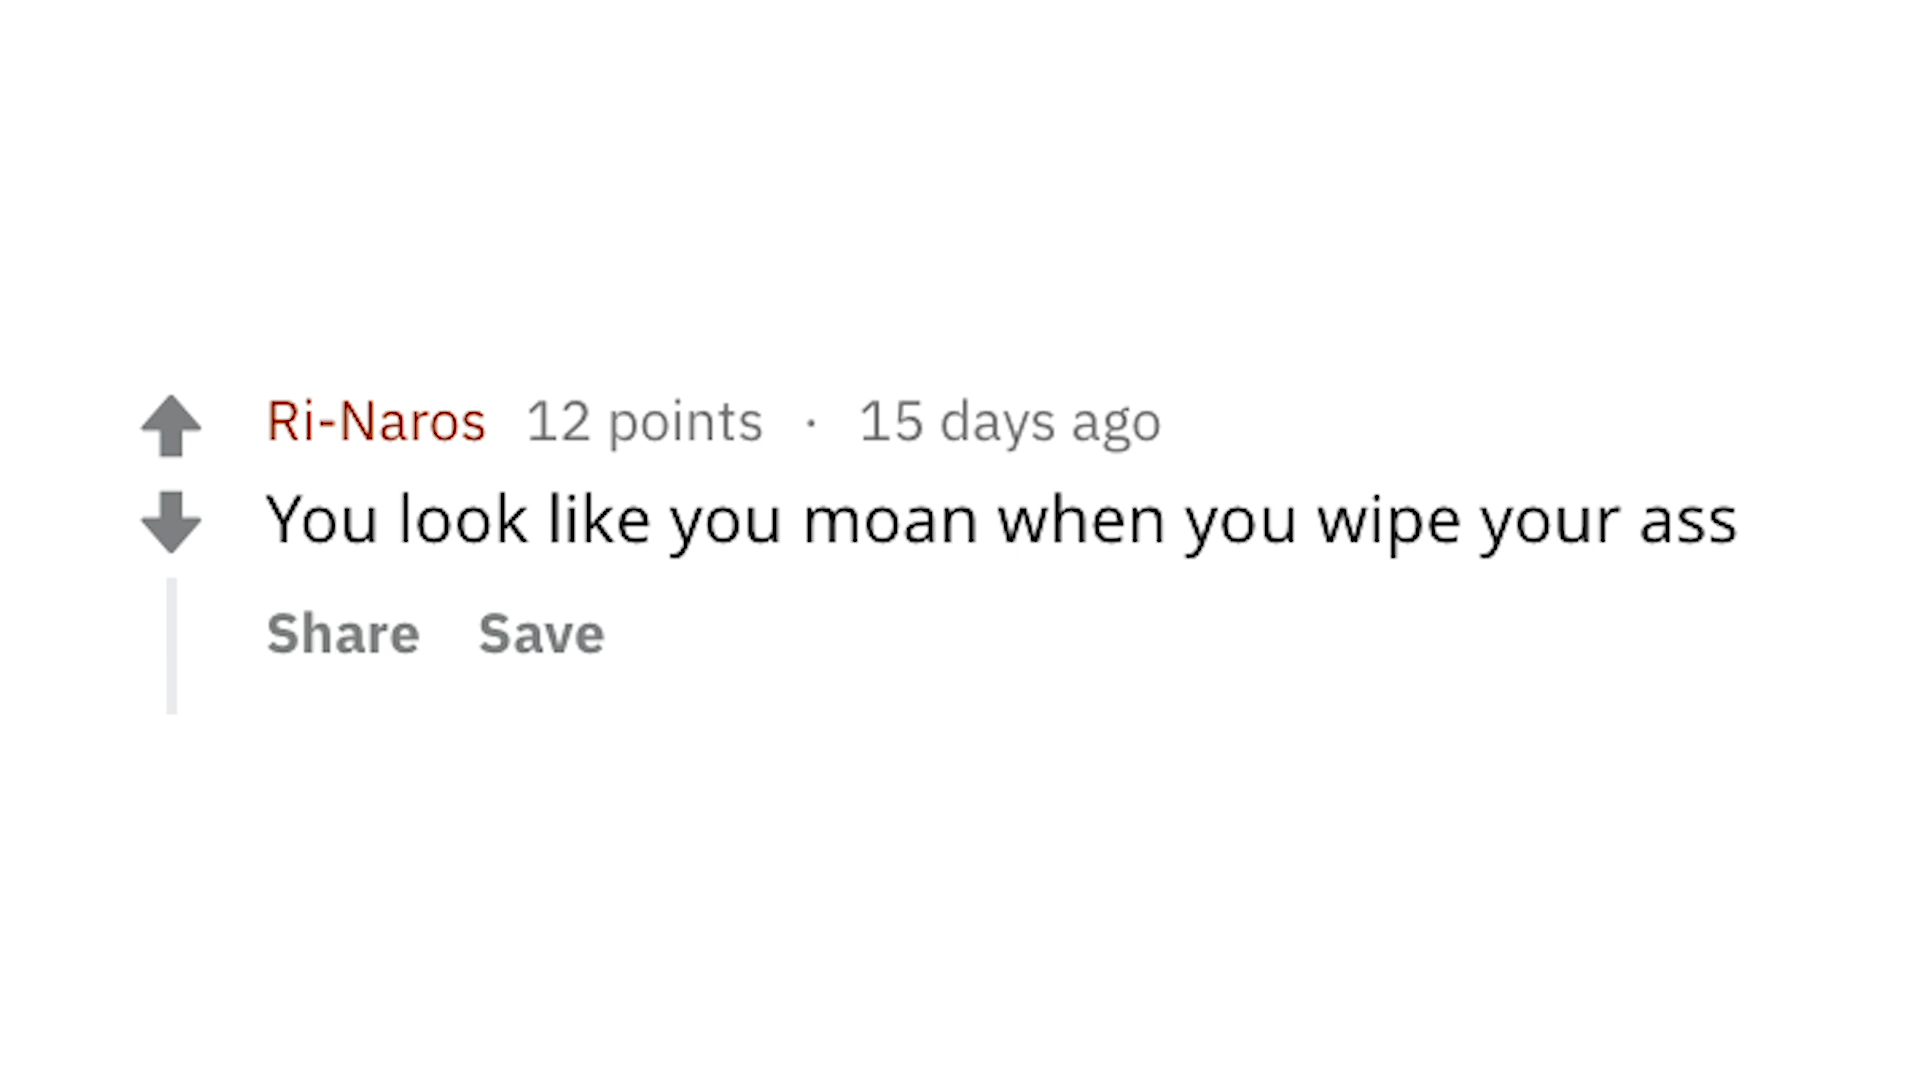 Ri-Naros 12 points · 15 days ago
You look like you moan when you wipe your ass
Share Save